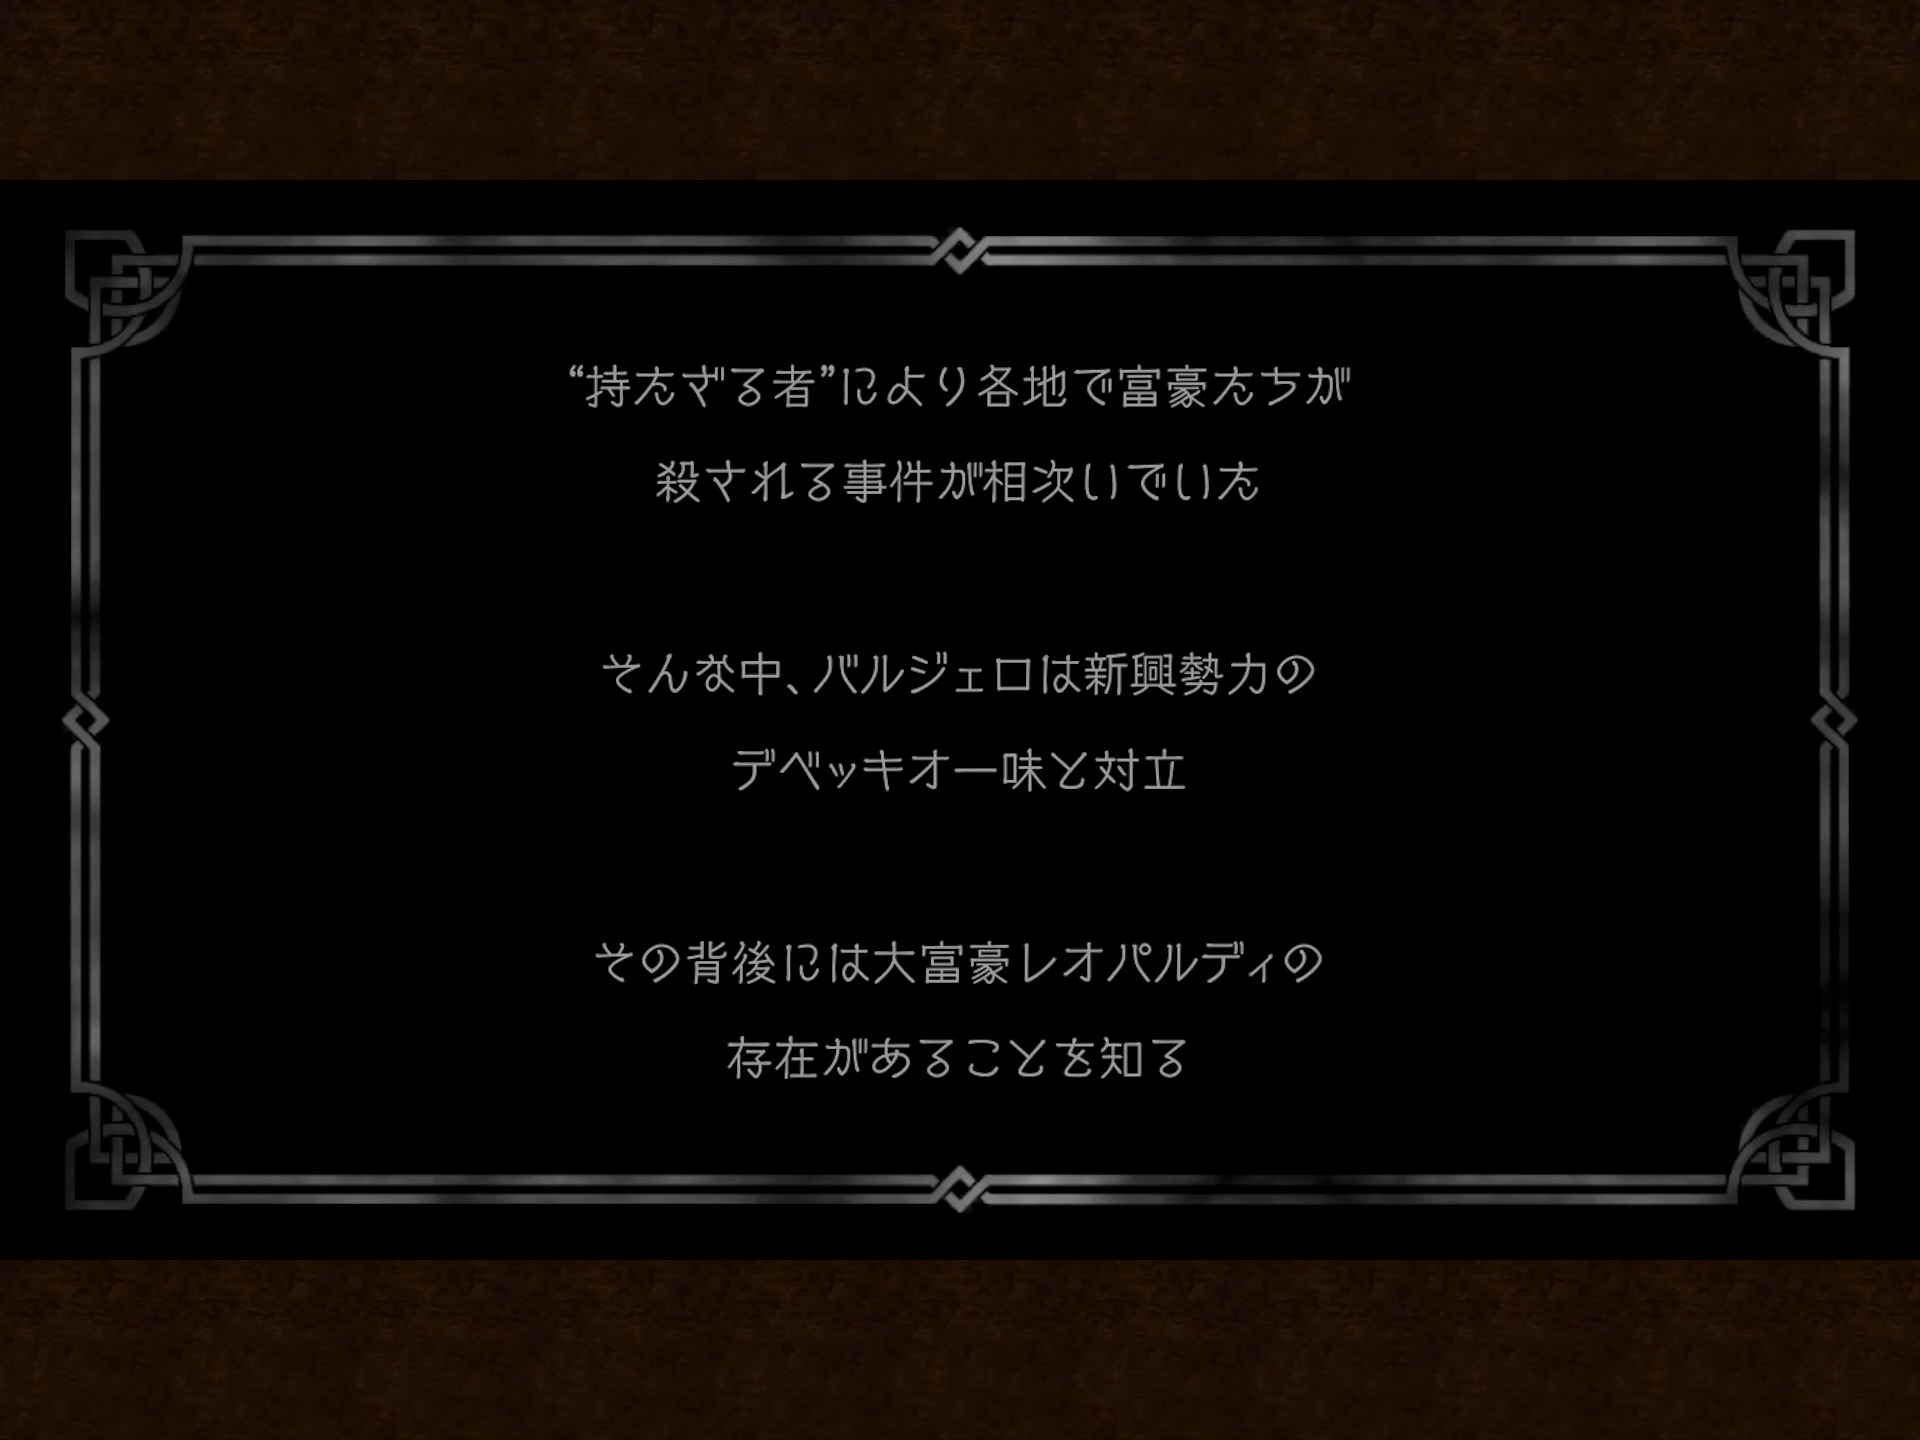 “持たざる者”により各地で富豪たちが
殺される事件が相次いでいた
そんな中、バルジェロは新興勢力の
デベッキオ一味と対立
その背後には大富豪レオパルディの
存在があることを知る